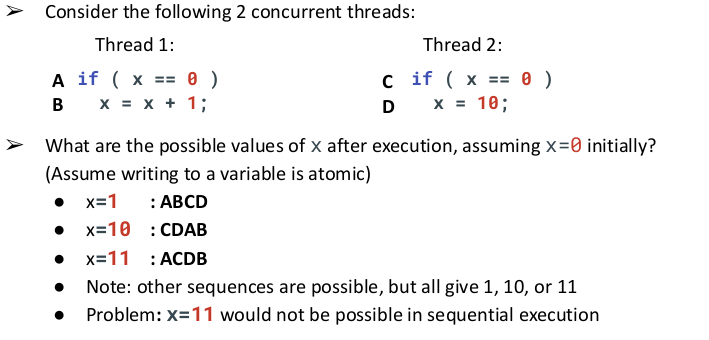 ➢ Consider the following 2 concurrent threads:
Thread 1: Thread 2:
A if ( x == 0 ) C if ( x == 0 )
B x = x + 1; D x = 10;
➢ What are the possible values of x after execution, assuming x=0 initially?
(Assume writing to a variable is atomic)
● x=1 : ABCD
● x=10 : CDAB
● x=11 : ACDB
● Note: other sequences are possible, but all give 1, 10, or 11
● Problem: x=11 would not be possible in sequential execution